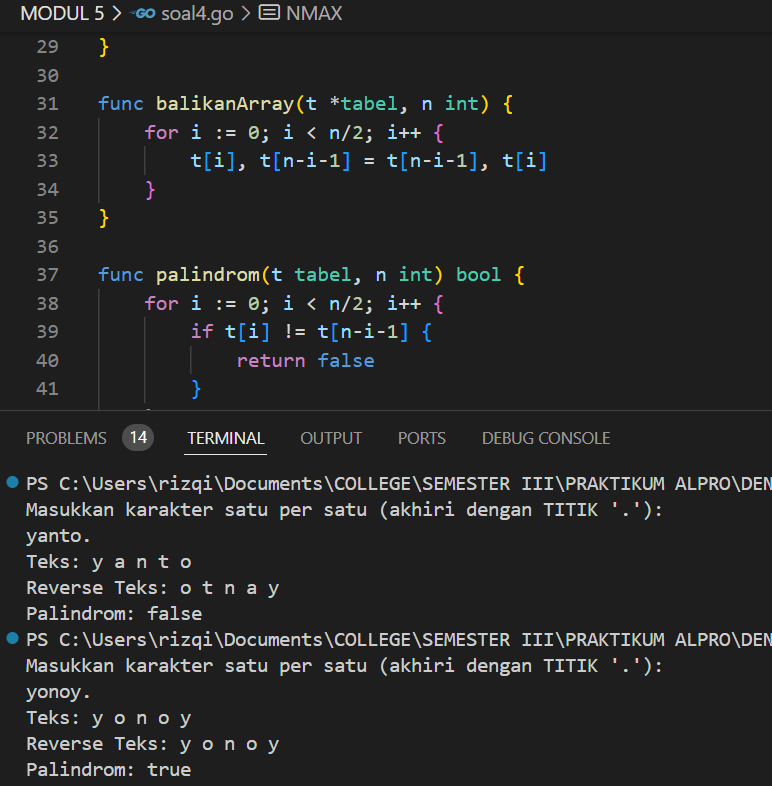 MODUL 5 > GO soal4.go > NMAX
29 }
30
31 func balikanArray(t *tabel, n int) {
32 for i := 0; i < n/2; i++ {
33 t[i], t[n-i-1] = t[n-i-1], t[i]
34 }
35 }
36
37 func palindrom(t tabel, n int) bool {
38 for i := 0; i < n/2; i++ {
39 if t[i] != t[n-i-1] {
40 return false
41 }
PROBLEMS 14 TERMINAL OUTPUT PORTS DEBUG CONSOLE
PS C:\Users\rizqi\Documents\COLLEGE\SEMESTER III\PRAKTIKUM ALPRO\DEN
Masukkan karakter satu per satu (akhiri dengan TITIK '.'):
yanto.
Teks: y a n t o
Reverse Teks: o t n a y
Palindrom: false
PS C:\Users\rizqi\Documents\COLLEGE\SEMESTER III\PRAKTIKUM ALPRO\DEN
Masukkan karakter satu per satu (akhiri dengan TITIK '.'):
yonoy.
Teks: y o n o y
Reverse Teks: y o n o y
Palindrom: true